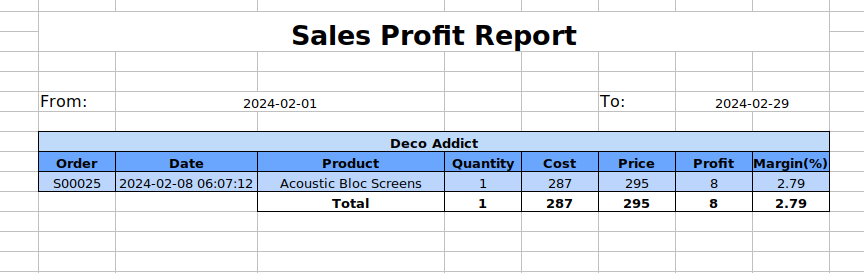 Sales Profit Report
From: 2024-02-01 To: 2024-02-29
Deco Addict
Order Date Product Quantity Cost Price Profit Margin(%)
S00025 2024-02-08 06:07:12 Acoustic Bloc Screens 1 287 295 8 2.79
Total 1 287 295 8 2.79